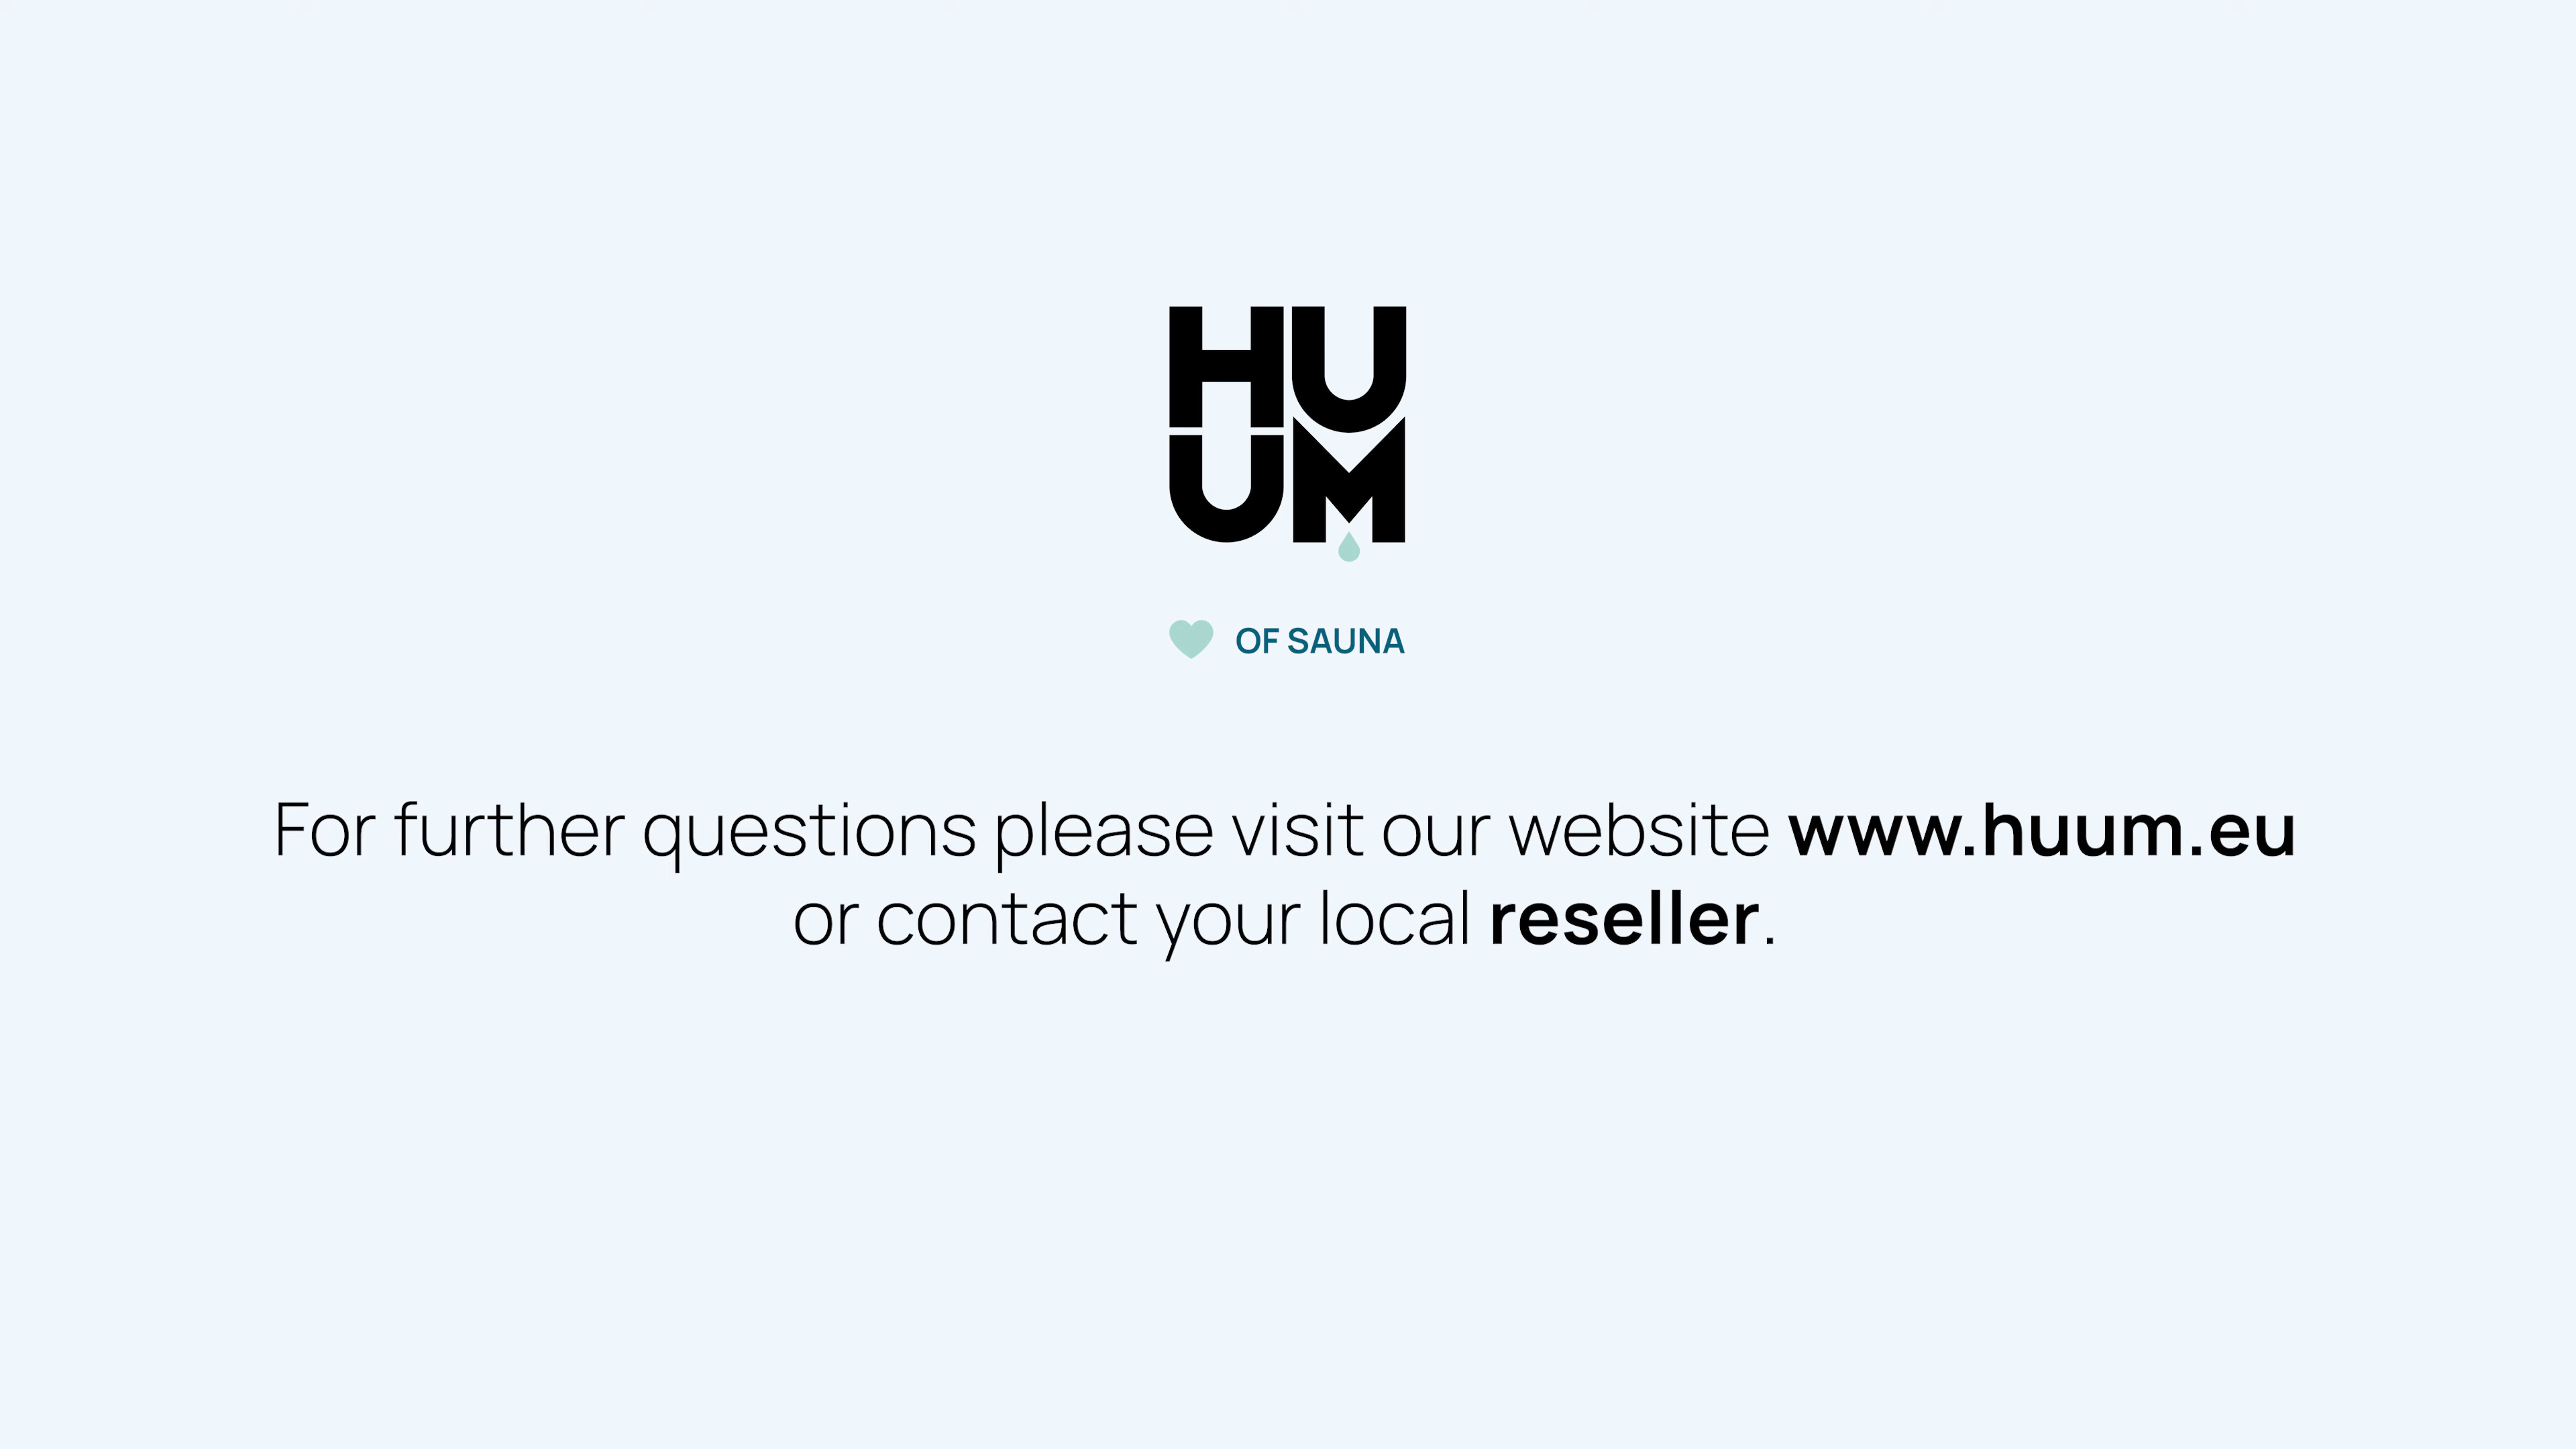 HU
UM
OF SAUNA
For further questions please visit our website www.huum.eu
or contact your local reseller.